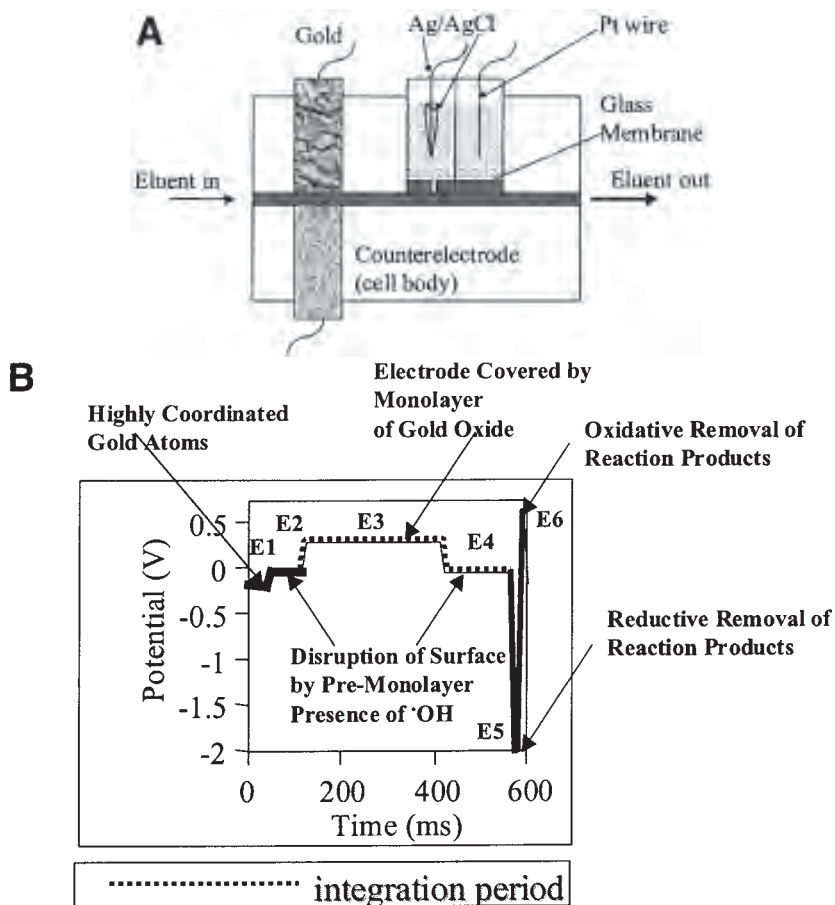 A
Gold
Ag/AgCl
Pt wire
Glass
Membrane
Eluent in
Eluent out
Counterelectrode
(cell body)
B
Electrode Covered by
Monolayer
of Gold Oxide
Highly Coordinated
Gold Atoms
Oxidative Removal of
Reaction Products
E1
E2
E3
E4
E6
0.5
0
-0.5
-1
-1.5
-2
Potential (V)
Disruption of Surface
by Pre-Monolayer
Presence of ·OH
E5
Reductive Removal of
Reaction Products
0
200
400
600
Time (ms)
integration period